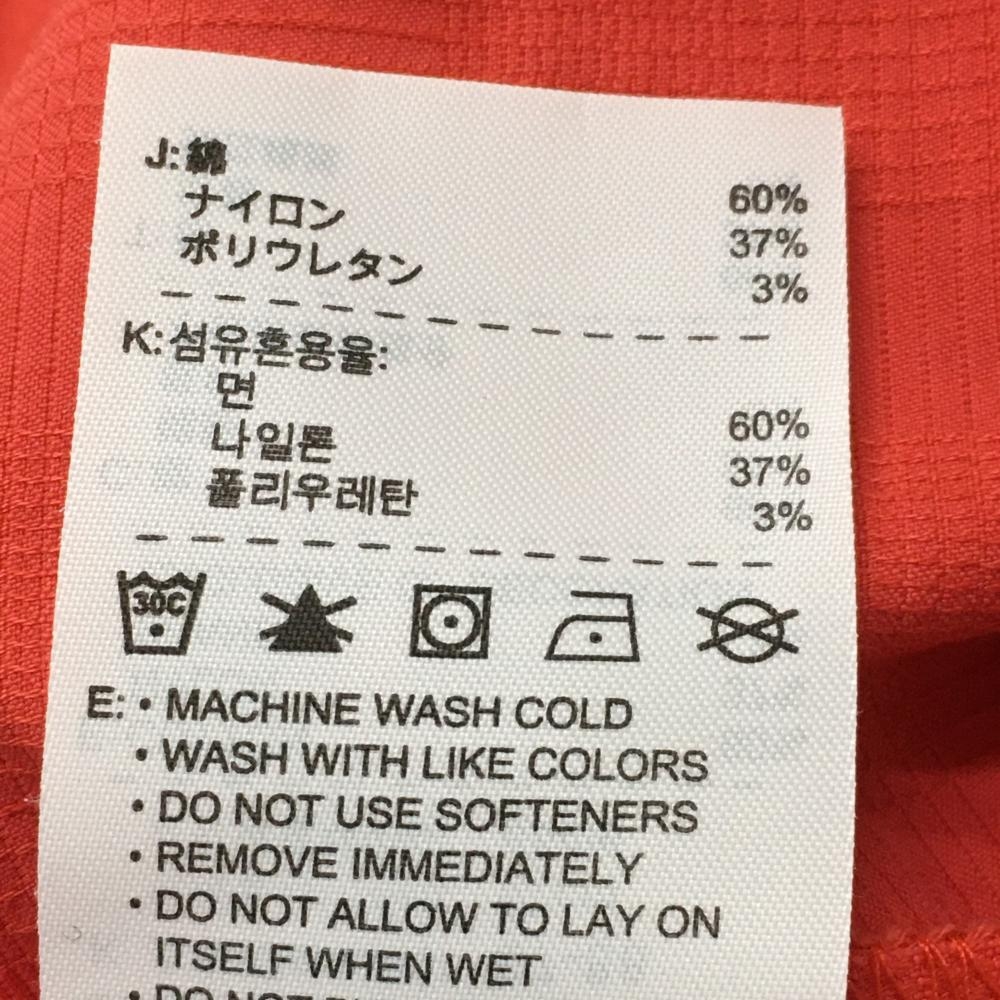 J: 綿 60%
ナイロン 37%
ポリウレタン 3%
K: 섬유혼용율:
면 60%
나일론 37%
폴리우레탄 3%
30C
E: • MACHINE WASH COLD
• WASH WITH LIKE COLORS
• DO NOT USE SOFTENERS
• REMOVE IMMEDIATELY
• DO NOT ALLOW TO LAY ON
ITSELF WHEN WET
• DO NOT